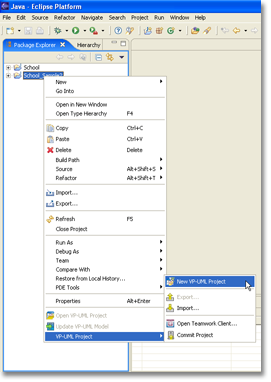 Java - Eclipse Platform
File Edit Source Refactor Navigate Search Project Run Window Help
Package Explorer Hierarchy
School
School_Sample
New
Go Into
Open in New Window
Open Type Hierarchy F4
Copy Ctrl+C
Paste Ctrl+V
Delete Delete
Build Path
Source Alt+Shift+S
Refactor Alt+Shift+T
Import...
Export...
Refresh F5
Close Project
Run As
Debug As
Team
Compare With
Restore from Local History...
PDE Tools
Properties Alt+Enter
Open VP-UML Project
Update VP-UML Model
VP-UML Project
New VP-UML Project
Export...
Import...
Open Teamwork Client...
Commit Project